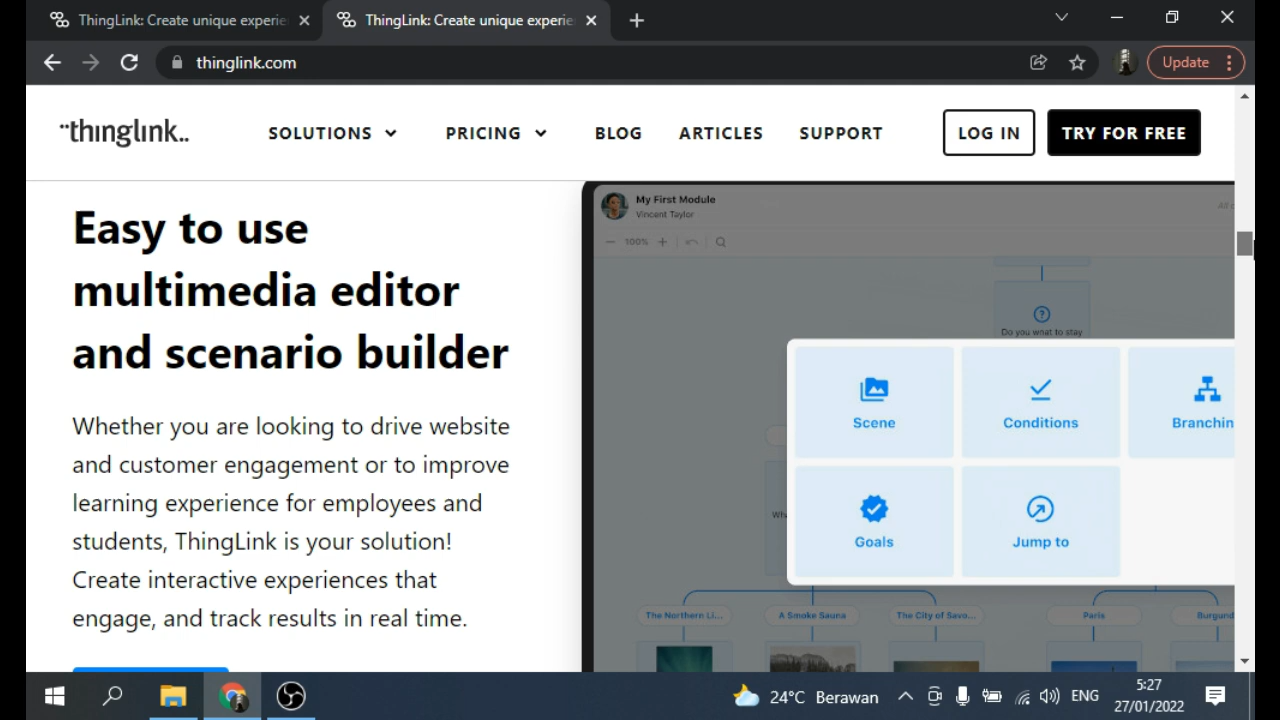 ThingLink: Create unique experie
ThingLink: Create unique experie
thinglink.com
Update
thinglink..
SOLUTIONS
PRICING
BLOG
ARTICLES
SUPPORT
LOG IN
TRY FOR FREE
Easy to use
multimedia editor
and scenario builder
Whether you are looking to drive website
and customer engagement or to improve
learning experience for employees and
students, ThingLink is your solution!
Create interactive experiences that
engage, and track results in real time.
My First Module
Vincent Taylor
100%
Do you wnat to stay
Scene
Conditions
Branchin
Goals
Jump to
The Northern Li...
A Smoke Sauna
The City of Savo...
Paris
Burgund
24°C Berawan
ENG
5:27
27/01/2022